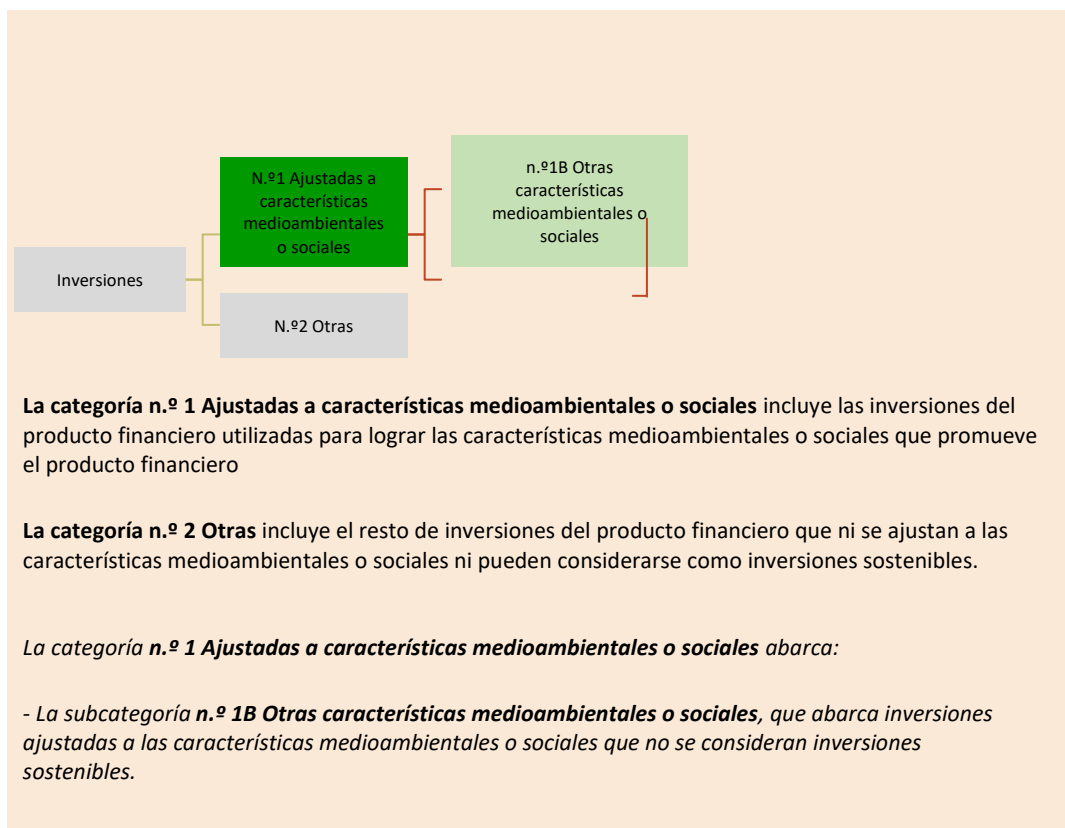 n.º1B Otras
características
medioambientales o
sociales
N.º1 Ajustadas a
características
medioambientales
o sociales
Inversiones
N.º2 Otras
La categoría n.º 1 Ajustadas a características medioambientales o sociales incluye las inversiones del
producto financiero utilizadas para lograr las características medioambientales o sociales que promueve
el producto financiero
La categoría n.º 2 Otras incluye el resto de inversiones del producto financiero que ni se ajustan a las
características medioambientales o sociales ni pueden considerarse como inversiones sostenibles.
La categoría n.º 1 Ajustadas a características medioambientales o sociales abarca:
- La subcategoría n.º 1B Otras características medioambientales o sociales, que abarca inversiones
ajustadas a las características medioambientales o sociales que no se consideran inversiones
sostenibles.